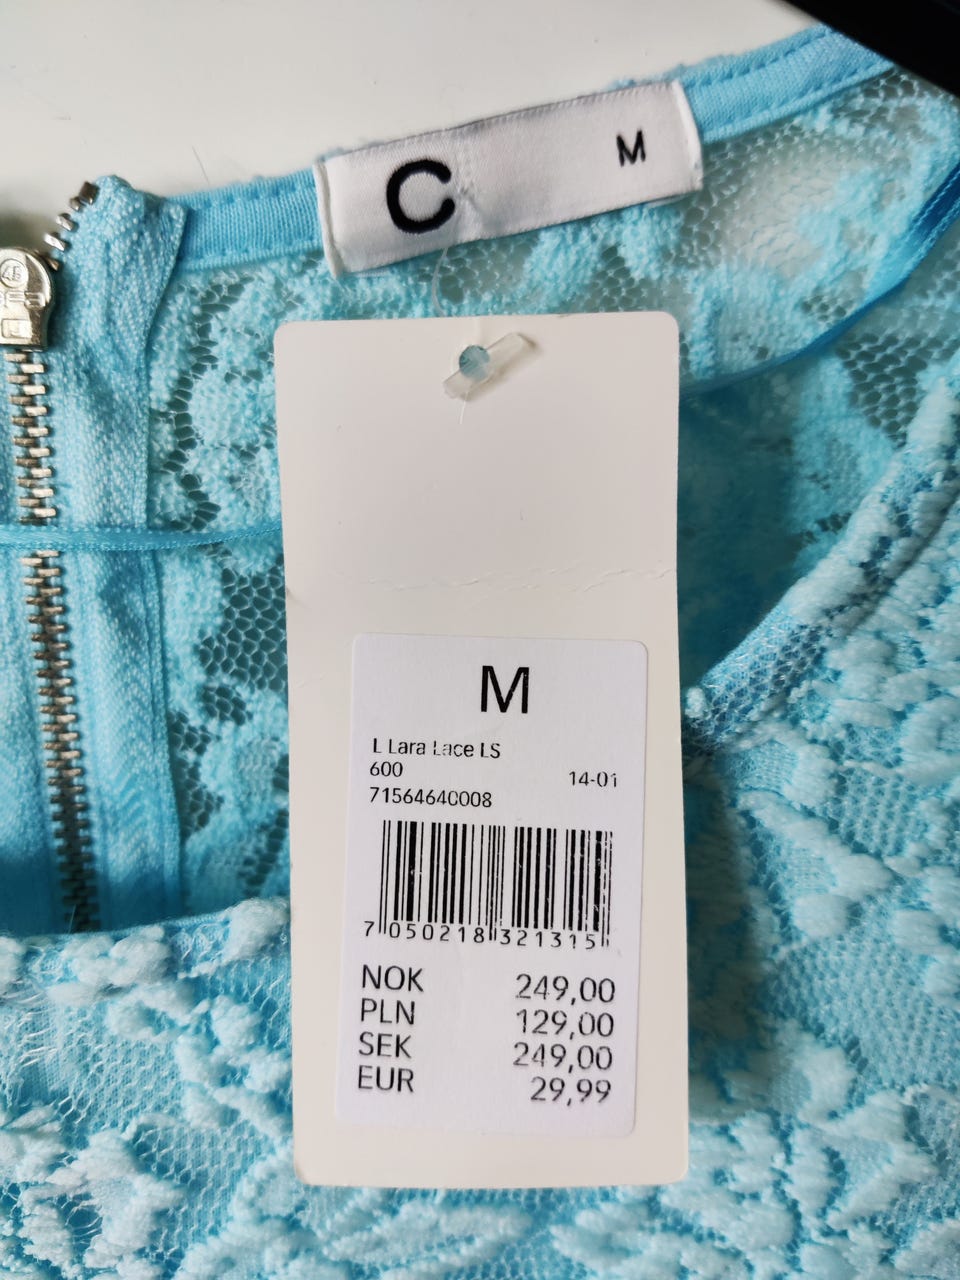 C M
M
L Lara Lace LS
600 14-01
71564640008
7 050218 321315
NOK 249,00
PLN 129,00
SEK 249,00
EUR 29,99